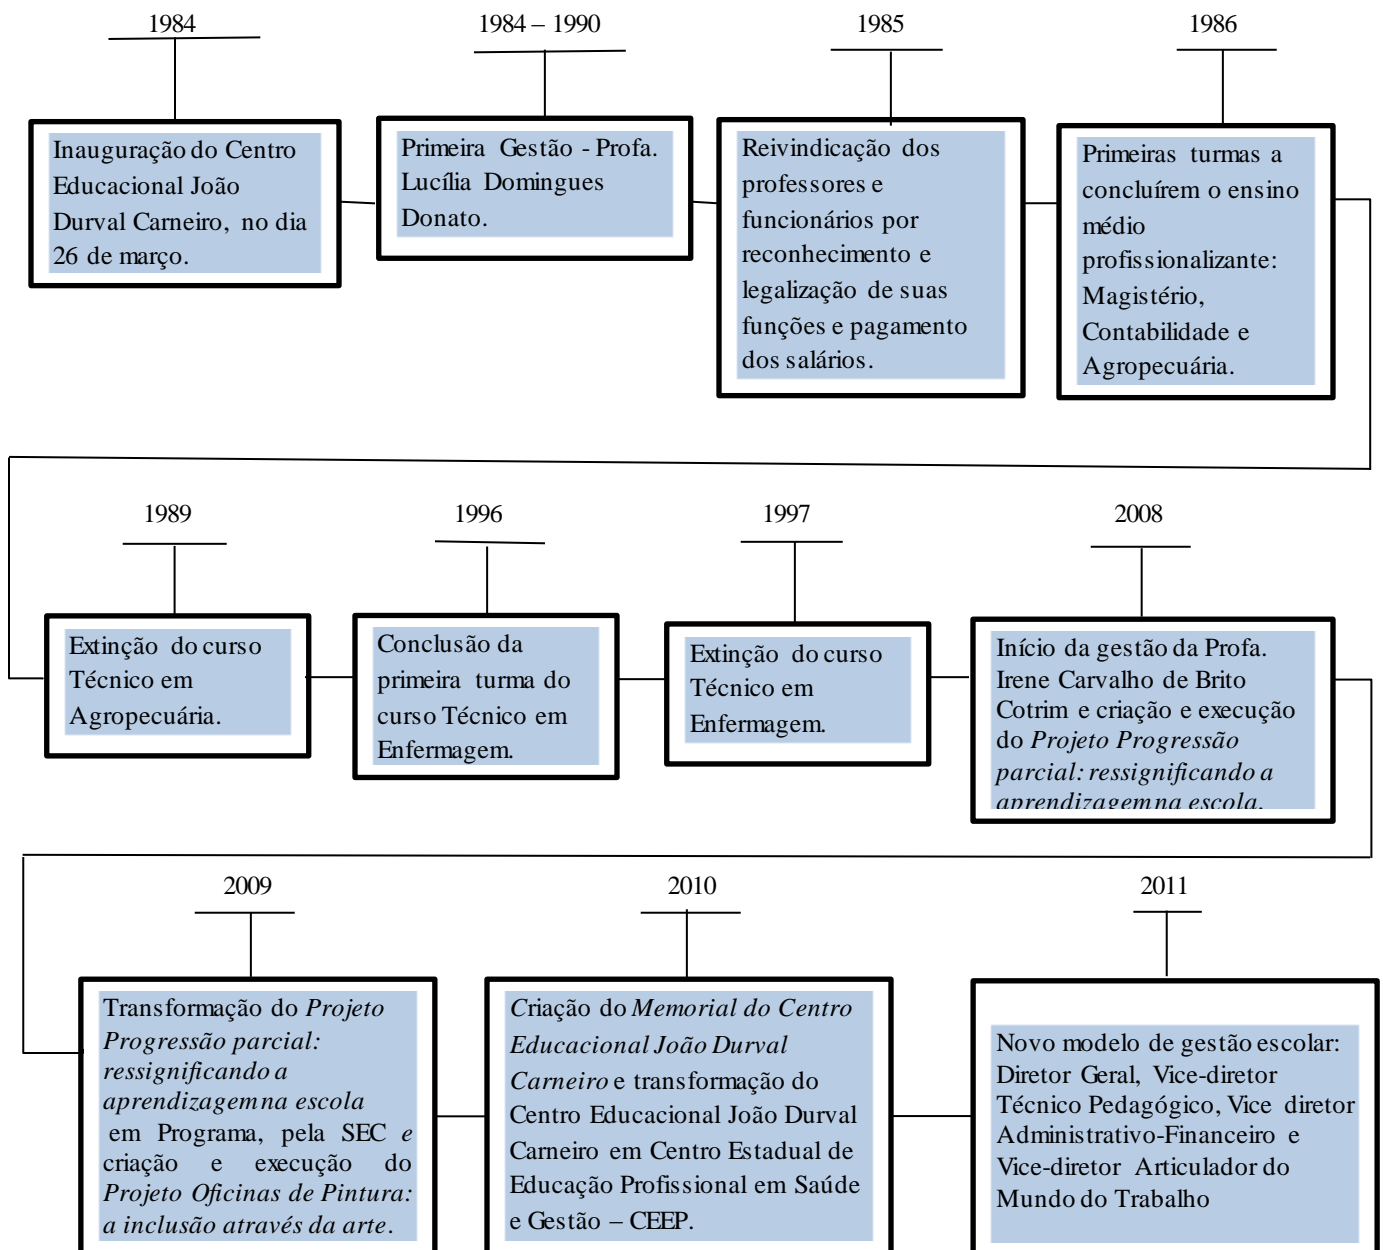 1984
Inauguração do Centro
Educacional João
Durval Carneiro, no dia
26 de março.
1984 – 1990
Primeira Gestão - Profa.
Lucília Domingues
Donato.
1985
Reivindicação dos
professores e
funcionários por
reconhecimento e
legalização de suas
funções e pagamento
dos salários.
1986
Primeiras turmas a
concluírem o ensino
médio
profissionalizante:
Magistério,
Contabilidade e
Agropecuária.
1989
Extinção do curso
Técnico em
Agropecuária.
1996
Conclusão da
primeira turma do
curso Técnico em
Enfermagem.
1997
Extinção do curso
Técnico em
Enfermagem.
2008
Início da gestão da Profa.
Irene Carvalho de Brito
Cotrim e criação e execução
do Projeto Progressão
parcial: ressignificando a
aprendizagem na escola.
2009
Transformação do Projeto
Progressão parcial:
ressignificando a
aprendizagem na escola
em Programa, pela SEC e
criação e execução do
Projeto Oficinas de Pintura:
a inclusão através da arte.
2010
Criação do Memorial do Centro
Educacional João Durval
Carneiro e transformação do
Centro Educacional João Durval
Carneiro em Centro Estadual de
Educação Profissional em Saúde
e Gestão – CEEP.
2011
Novo modelo de gestão escolar:
Diretor Geral, Vice-diretor
Técnico Pedagógico, Vice diretor
Administrativo-Financeiro e
Vice-diretor Articulador do
Mundo do Trabalho